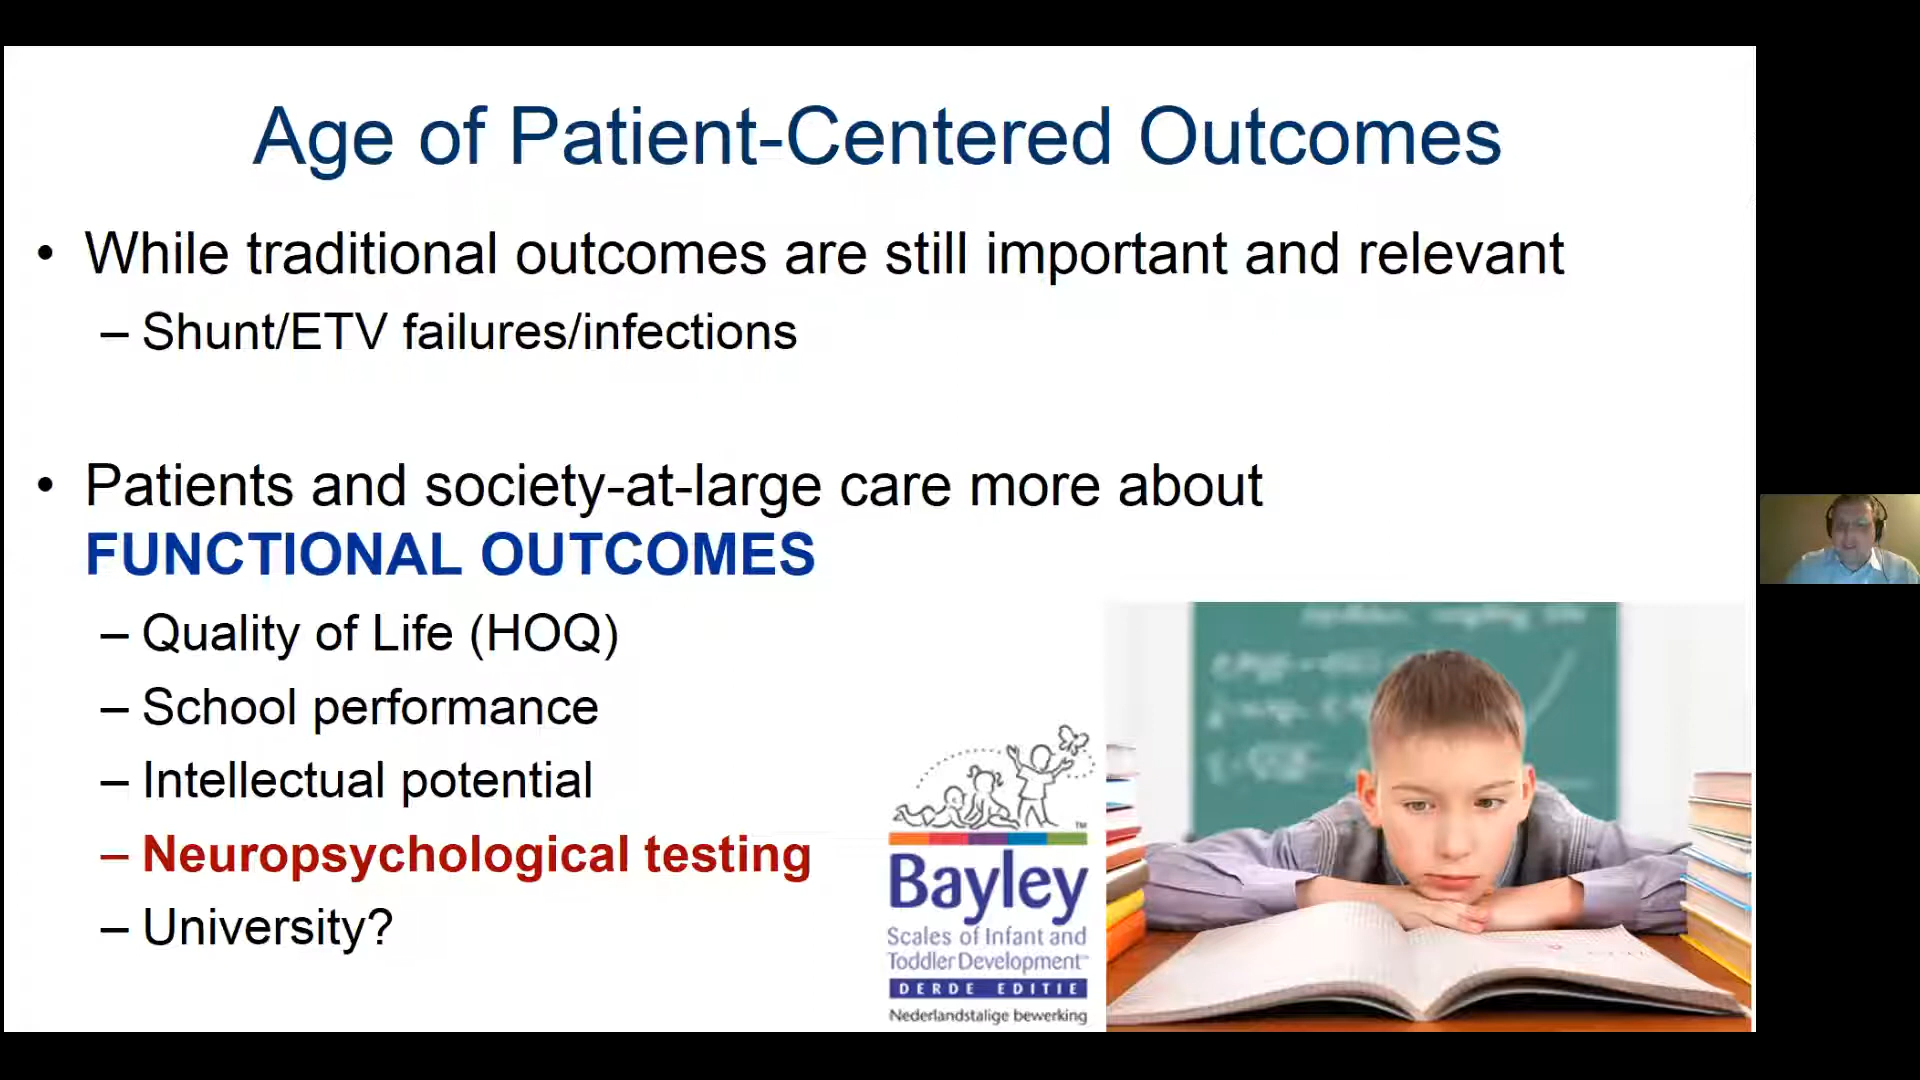 Age of Patient-Centered Outcomes
• While traditional outcomes are still important and relevant
– Shunt/ETV failures/infections
• Patients and society-at-large care more about
FUNCTIONAL OUTCOMES
– Quality of Life (HOQ)
– School performance
– Intellectual potential
– Neuropsychological testing
– University?
TM
Bayley
Scales of Infant and
Toddler Development™
DERDE EDITIE
Nederlandstalige bewerking